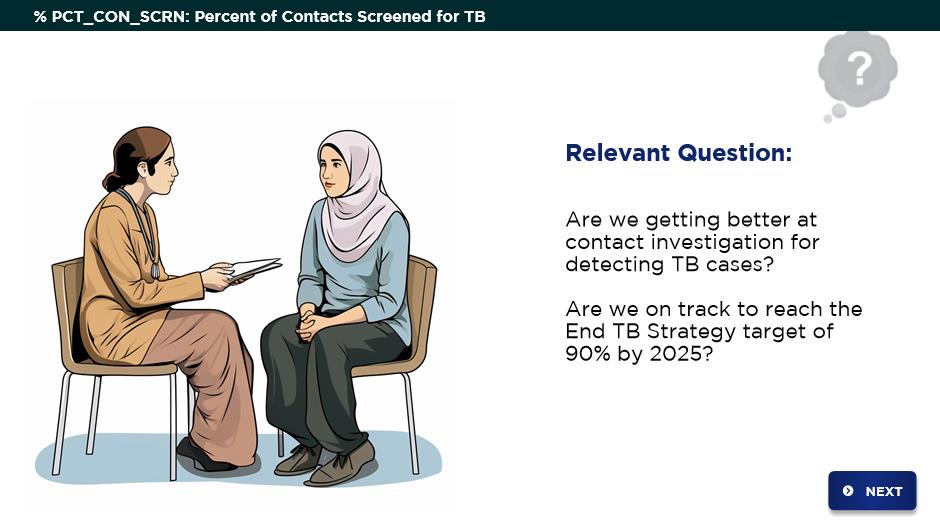 % PCT_CON_SCRN: Percent of Contacts Screened for TB
?
Relevant Question:
Are we getting better at
contact investigation for
detecting TB cases?
Are we on track to reach the
End TB Strategy target of
90% by 2025?
NEXT